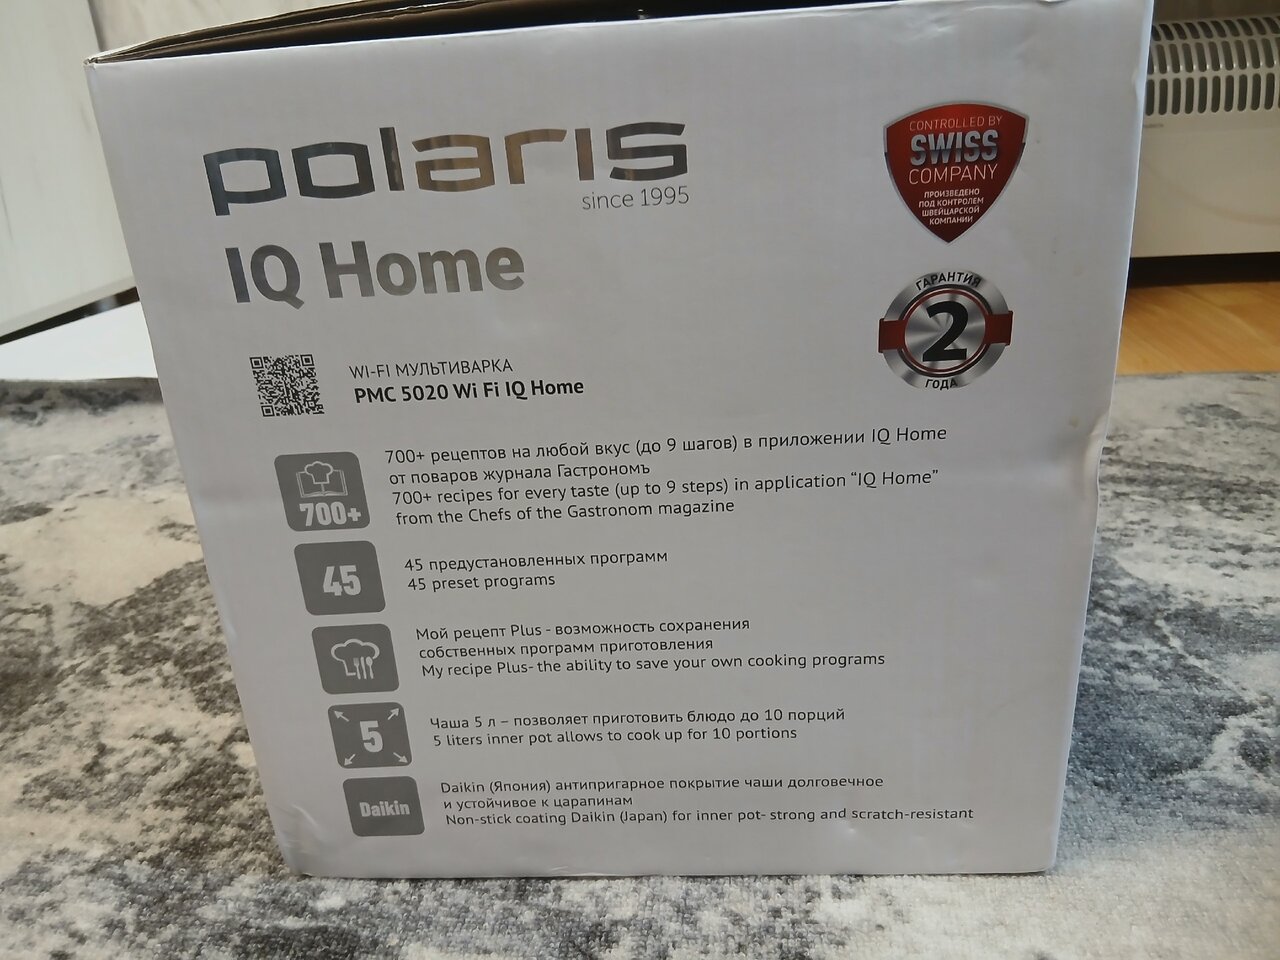 polaris
since 1995
IQ Home
CONTROLLED BY
SWISS
COMPANY
ПРОИЗВЕДЕНО
ПОД КОНТРОЛЕМ
ШВЕЙЦАРСКОЙ
КОМПАНИИ
ГАРАНТИЯ
2
ГОДА
WI-FI МУЛЬТИВАРКА
PMC 5020 Wi Fi IQ Home
700+
700+ рецептов на любой вкус (до 9 шагов) в приложении IQ Home
от поваров журнала Гастрономъ
700+ recipes for every taste (up to 9 steps) in application “IQ Home”
from the Chefs of the Gastronom magazine
45
45 предустановленных программ
45 preset programs
Мой рецепт Plus - возможность сохранения
собственных программ приготовления
My recipe Plus- the ability to save your own cooking programs
5
Чаша 5 л – позволяет приготовить блюдо до 10 порций
5 liters inner pot allows to cook up for 10 portions
Daikin
Daikin (Япония) антипригарное покрытие чаши долговечное
и устойчивое к царапинам
Non-stick coating Daikin (Japan) for inner pot- strong and scratch-resistant